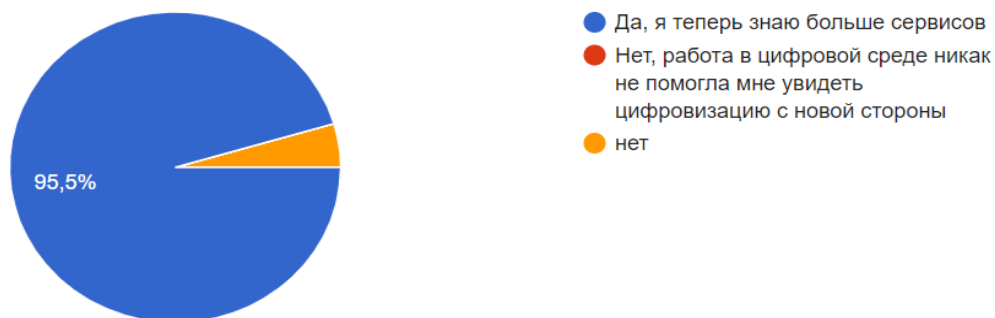 Да, я теперь знаю больше сервисов
Нет, работа в цифровой среде никак
не помогла мне увидеть
цифровизацию с новой стороны
нет
95,5%